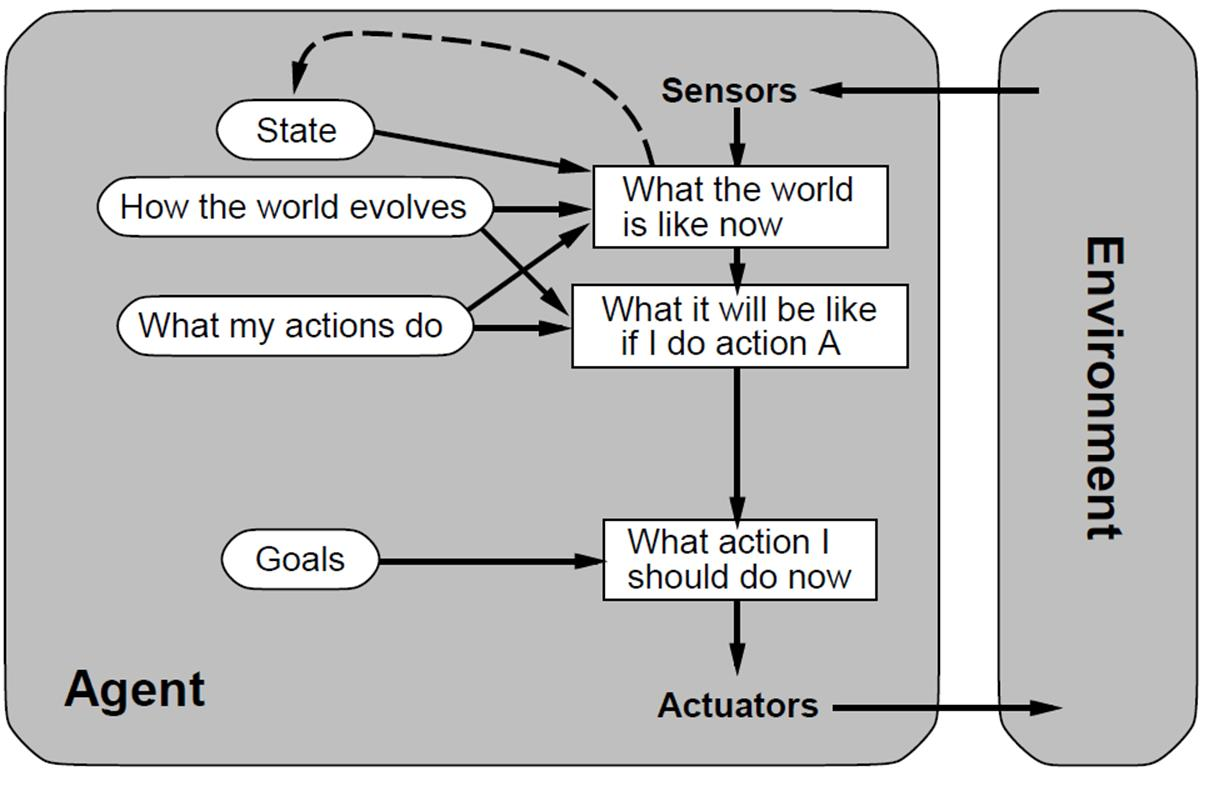 Sensors
State
What the world
is like now
How the world evolves
What it will be like
if I do action A
What my actions do
What action I
should do now
Goals
Agent
Actuators
Environment